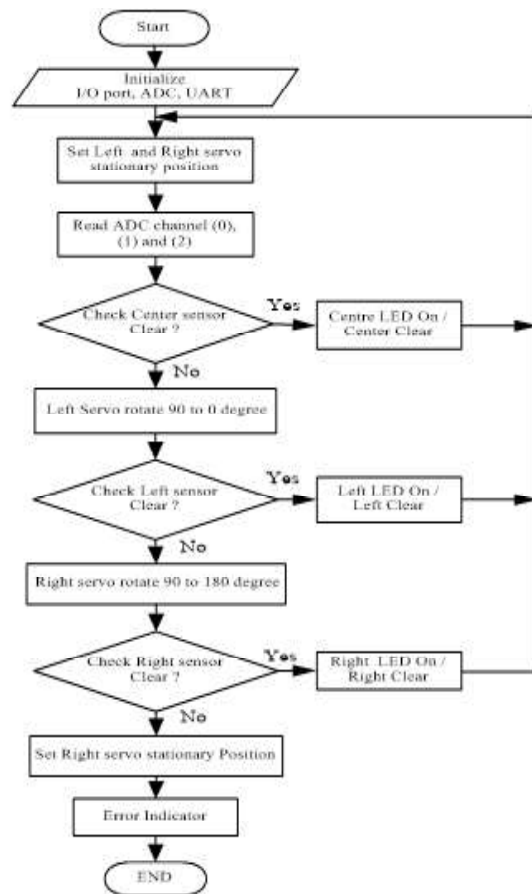 Start
Initialize
I/O port, ADC, UART
Set Left and Right servo
stationary position
Read ADC channel (0),
(1) and (2)
Check Center sensor
Clear ?
Yes
Centre LED On /
Center Clear
No
Left Servo rotate 90 to 0 degree
Check Left sensor
Clear ?
Yes
Left LED On /
Left Clear
No
Right servo rotate 90 to 180 degree
Check Right sensor
Clear ?
Yes
Right LED On /
Right Clear
No
Set Right servo stationary Position
Error Indicator
END